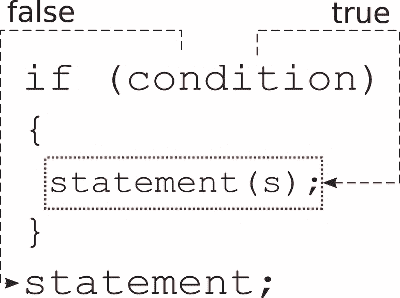 false true
if (condition)
{
statement(s);
}
statement;